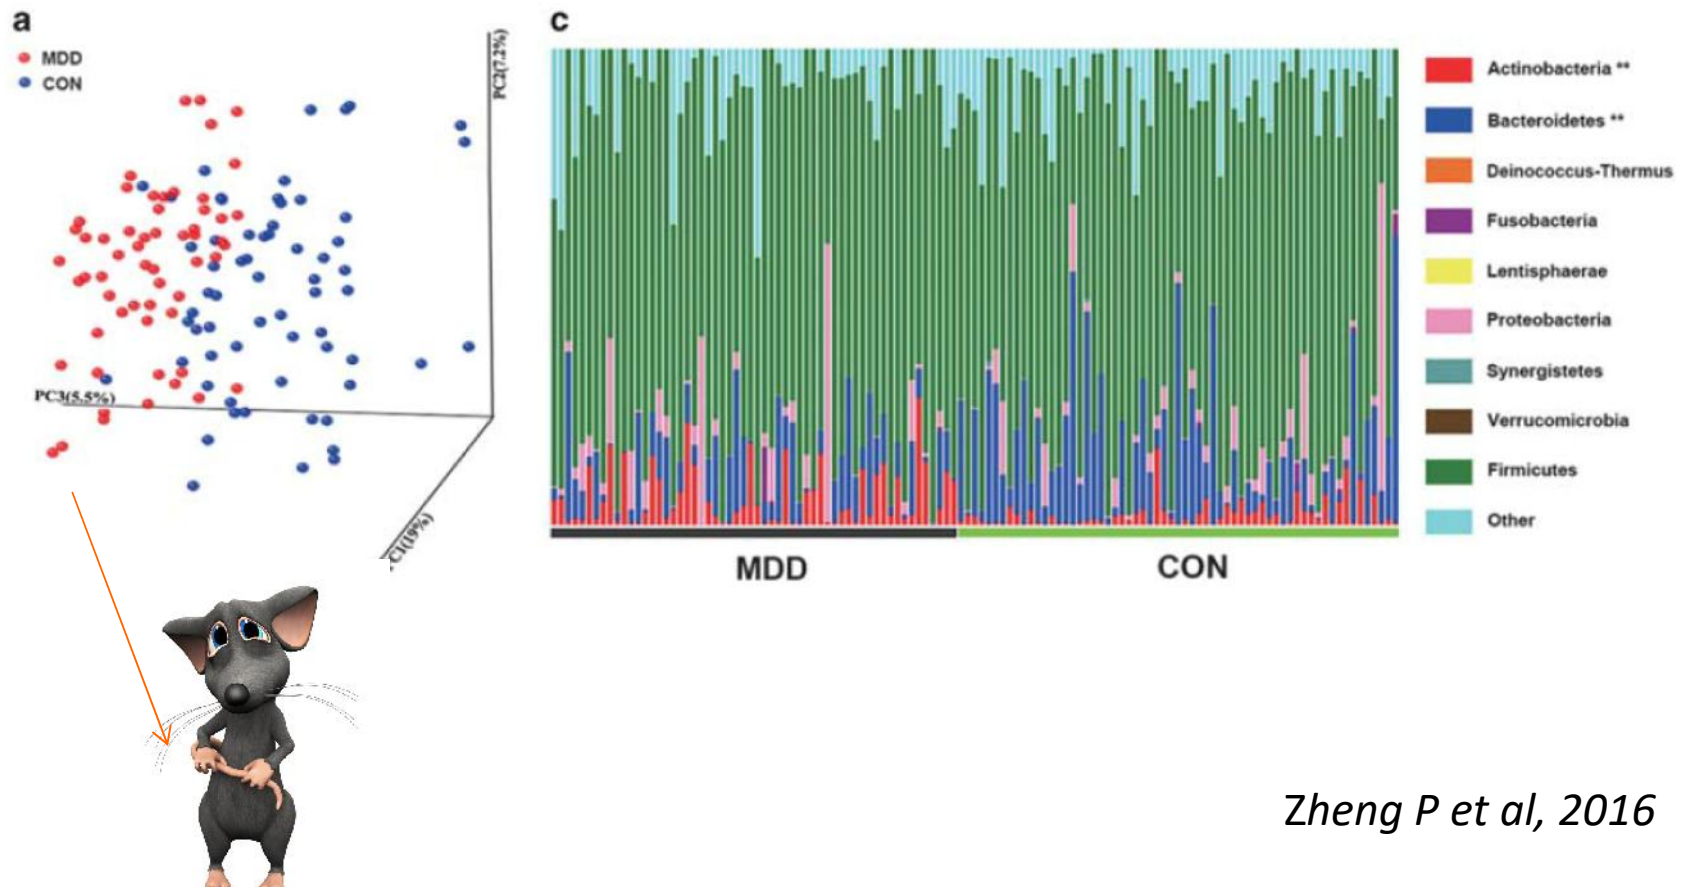 a
MDD
CON
PC2(7.2%)
PC3(5.5%)
C1(19%)
c
MDD
CON
Actinobacteria **
Bacteroidetes **
Deinococcus-Thermus
Fusobacteria
Lentisphaerae
Proteobacteria
Synergistetes
Verrucomicrobia
Firmicutes
Other
Zheng P et al, 2016